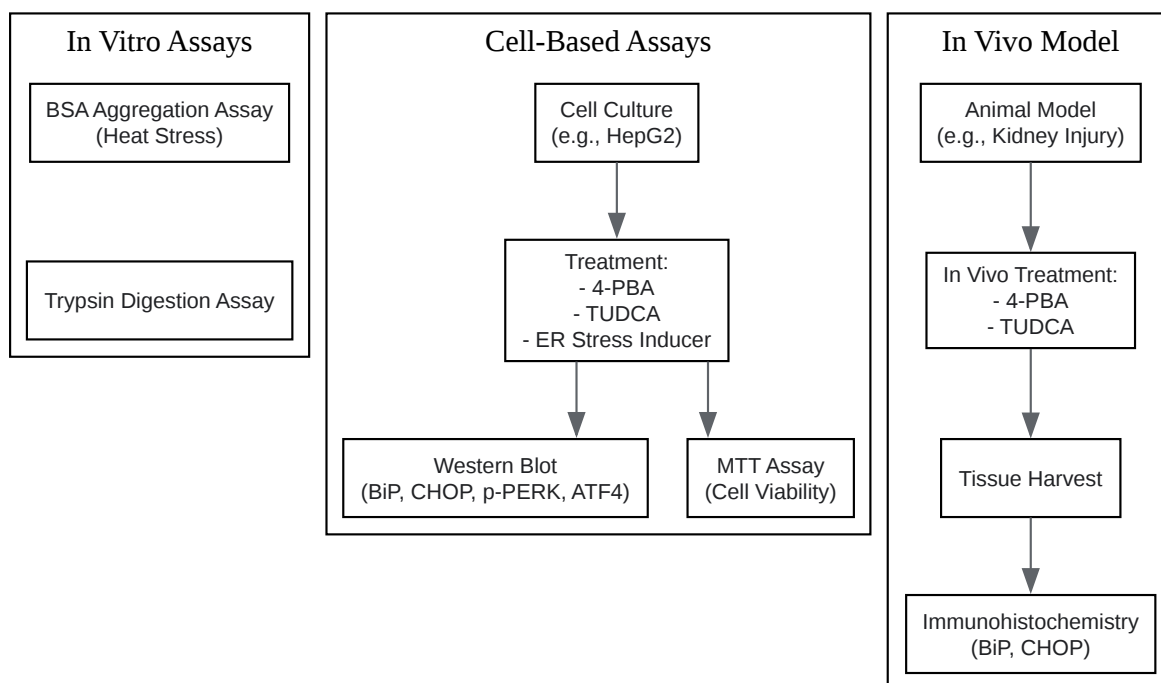 In Vitro Assays
BSA Aggregation Assay
(Heat Stress)
Trypsin Digestion Assay
Cell-Based Assays
Cell Culture
(e.g., HepG2)
Treatment:
- 4-PBA
- TUDCA
- ER Stress Inducer
Western Blot
(BiP, CHOP, p-PERK, ATF4)
MTT Assay
(Cell Viability)
In Vivo Model
Animal Model
(e.g., Kidney Injury)
In Vivo Treatment:
- 4-PBA
- TUDCA
Tissue Harvest
Immunohistochemistry
(BiP, CHOP)